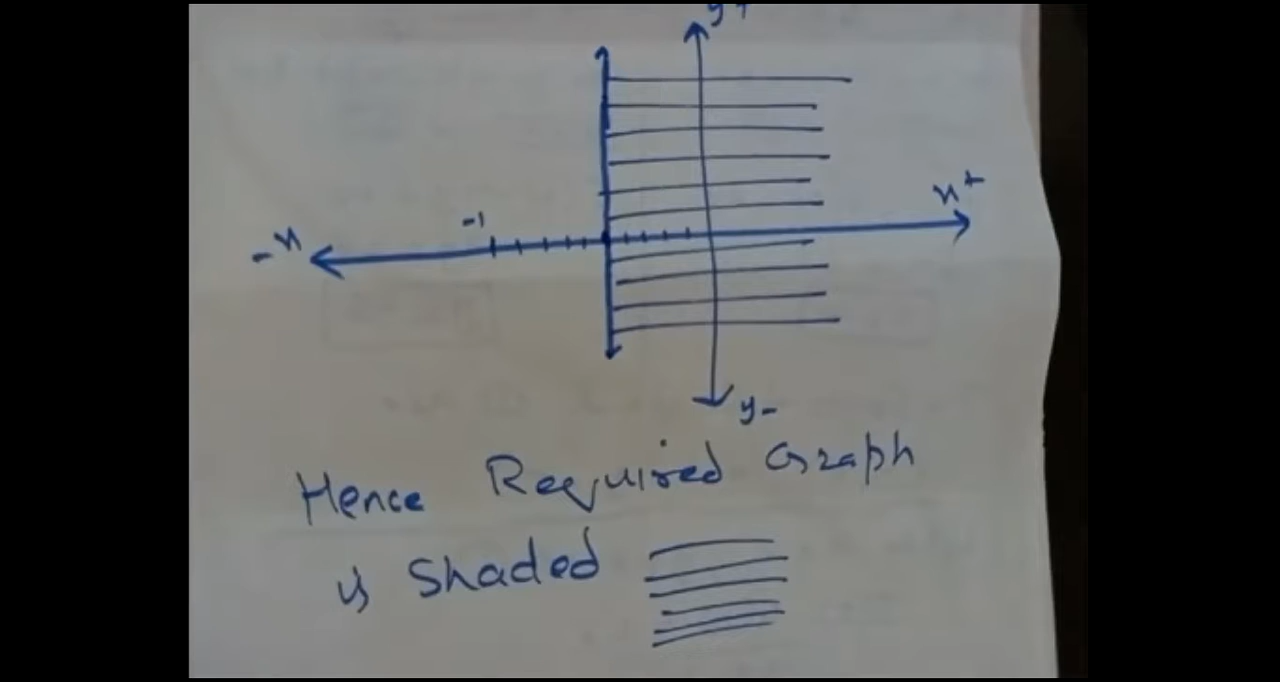 y+
x+
-1
-x
y-
Hence Required Graph
is Shaded